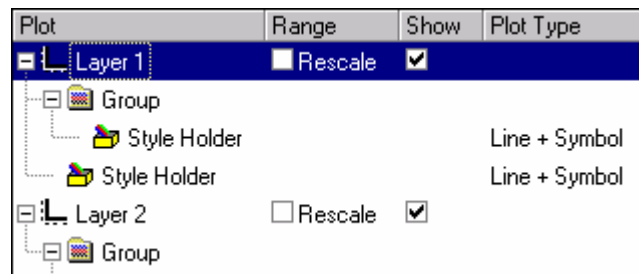 Plot Range Show Plot Type
Layer 1 Rescale
Group
Style Holder Line + Symbol
Style Holder Line + Symbol
Layer 2 Rescale
Group